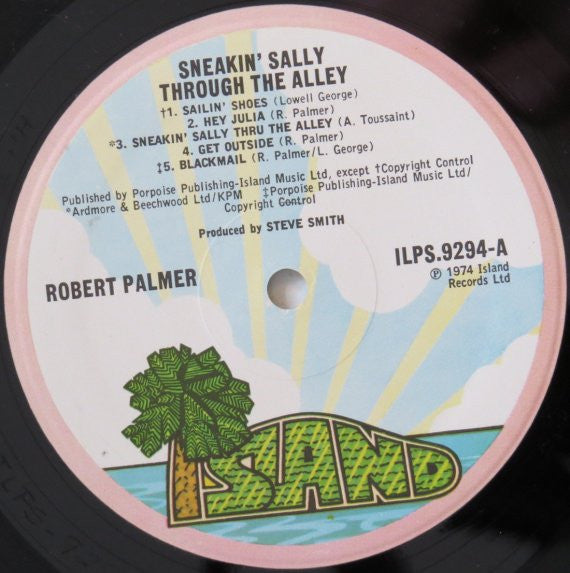 SNEAKIN' SALLY
THROUGH THE ALLEY
†1. SAILIN' SHOES (Lowell George)
2. HEY JULIA (R. Palmer)
*3. SNEAKIN' SALLY THRU THE ALLEY (A. Toussaint)
4. GET OUTSIDE (R. Palmer)
‡5. BLACKMAIL (R. Palmer/L. George)
Published by Porpoise Publishing-Island Music Ltd, except †Copyright Control
*Ardmore & Beechwood Ltd/KPM ‡Porpoise Publishing-Island Music Ltd/
Copyright Control
Produced by STEVE SMITH
ROBERT PALMER
ILPS.9294-A
℗ 1974 Island
Records Ltd
ISLAND